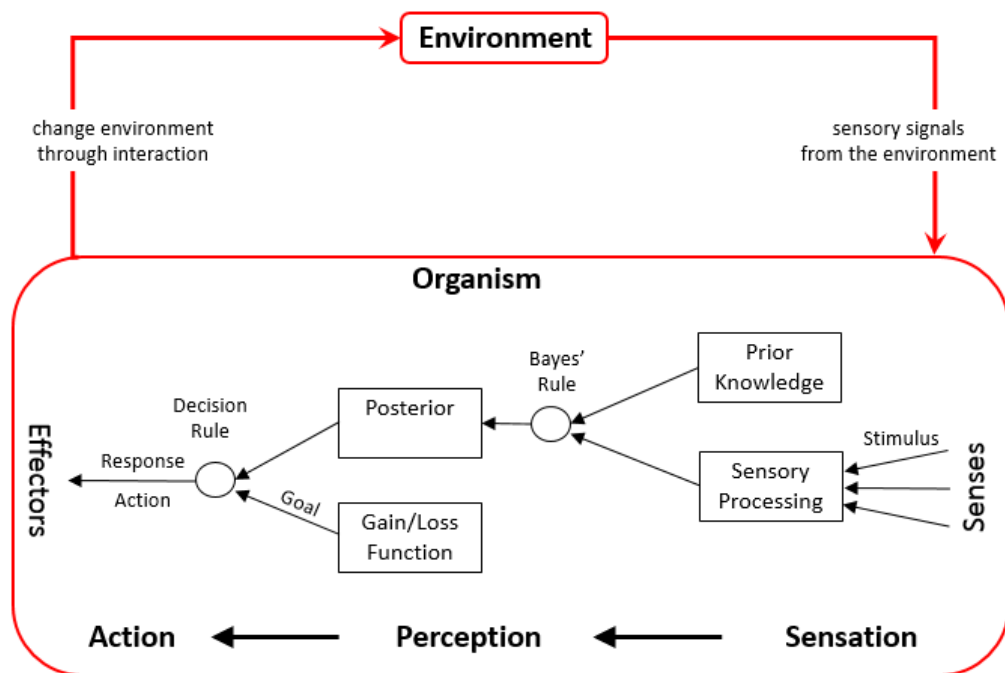 Environment
change environment
through interaction
sensory signals
from the environment
Organism
Prior
Knowledge
Bayes'
Rule
Posterior
Decision
Rule
Effectors
Response
Action
Goal
Gain/Loss
Function
Sensory
Processing
Stimulus
Senses
Action
Perception
Sensation